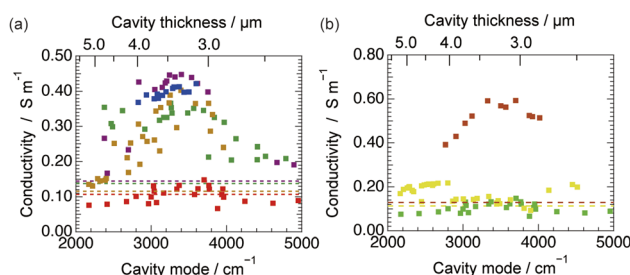 (a)
Cavity thickness / μm
5.0 4.0 3.0
0.50
0.40
0.30
0.20
0.10
0.00
Conductivity / S m⁻¹
2000 3000 4000 5000
Cavity mode / cm⁻¹
(b)
Cavity thickness / μm
5.0 4.0 3.0
0.80
0.60
0.40
0.20
0.00
Conductivity / S m⁻¹
2000 3000 4000 5000
Cavity mode / cm⁻¹